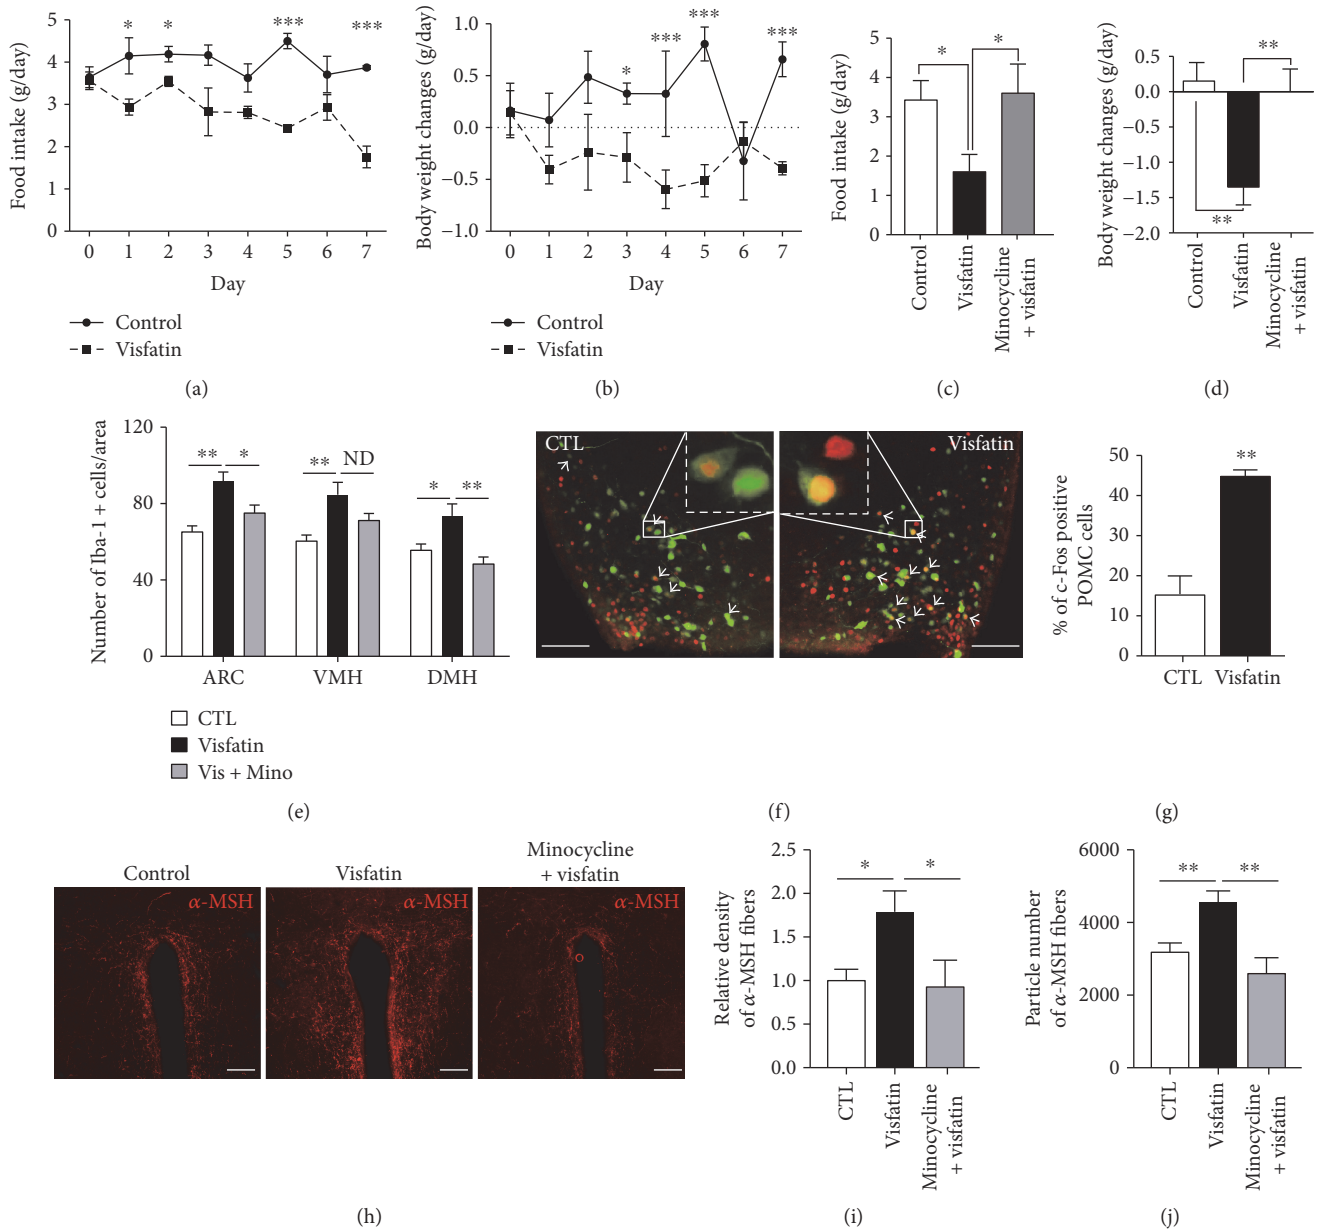 Food intake (g/day)
5
4
3
2
1
0
* * *** ***
0 1 2 3 4 5 6 7
Day
Control
Visfatin
(a)
Body weight changes (g/day)
1.0
0.5
0.0
−0.5
−1.0
* *** *** ***
0 1 2 3 4 5 6 7
Day
Control
Visfatin
(b)
Food intake (g/day)
5
4
3
2
1
0
* *
Control
Visfatin
Minocycline
+ visfatin
(c)
Body weight changes (g/day)
0.5
0.0
−0.5
−1.0
−1.5
−2.0
**
**
Control
Visfatin
Minocycline
+ visfatin
(d)
Number of Iba-1 + cells/area
120
80
40
0
** * ** ND * **
ARC VMH DMH
CTL
Visfatin
Vis + Mino
(e)
CTL
Visfatin
(f)
% of c-Fos positive
POMC cells
50
40
30
20
10
0
**
CTL Visfatin
(g)
Control
α-MSH
Visfatin
α-MSH
Minocycline
+ visfatin
α-MSH
(h)
Relative density
of α-MSH fibers
2.5
2.0
1.5
1.0
0.5
0.0
* *
CTL
Visfatin
Minocycline
+ visfatin
(i)
Particle number
of α-MSH fibers
6000
4000
2000
0
** **
CTL
Visfatin
Minocycline
+ visfatin
(j)